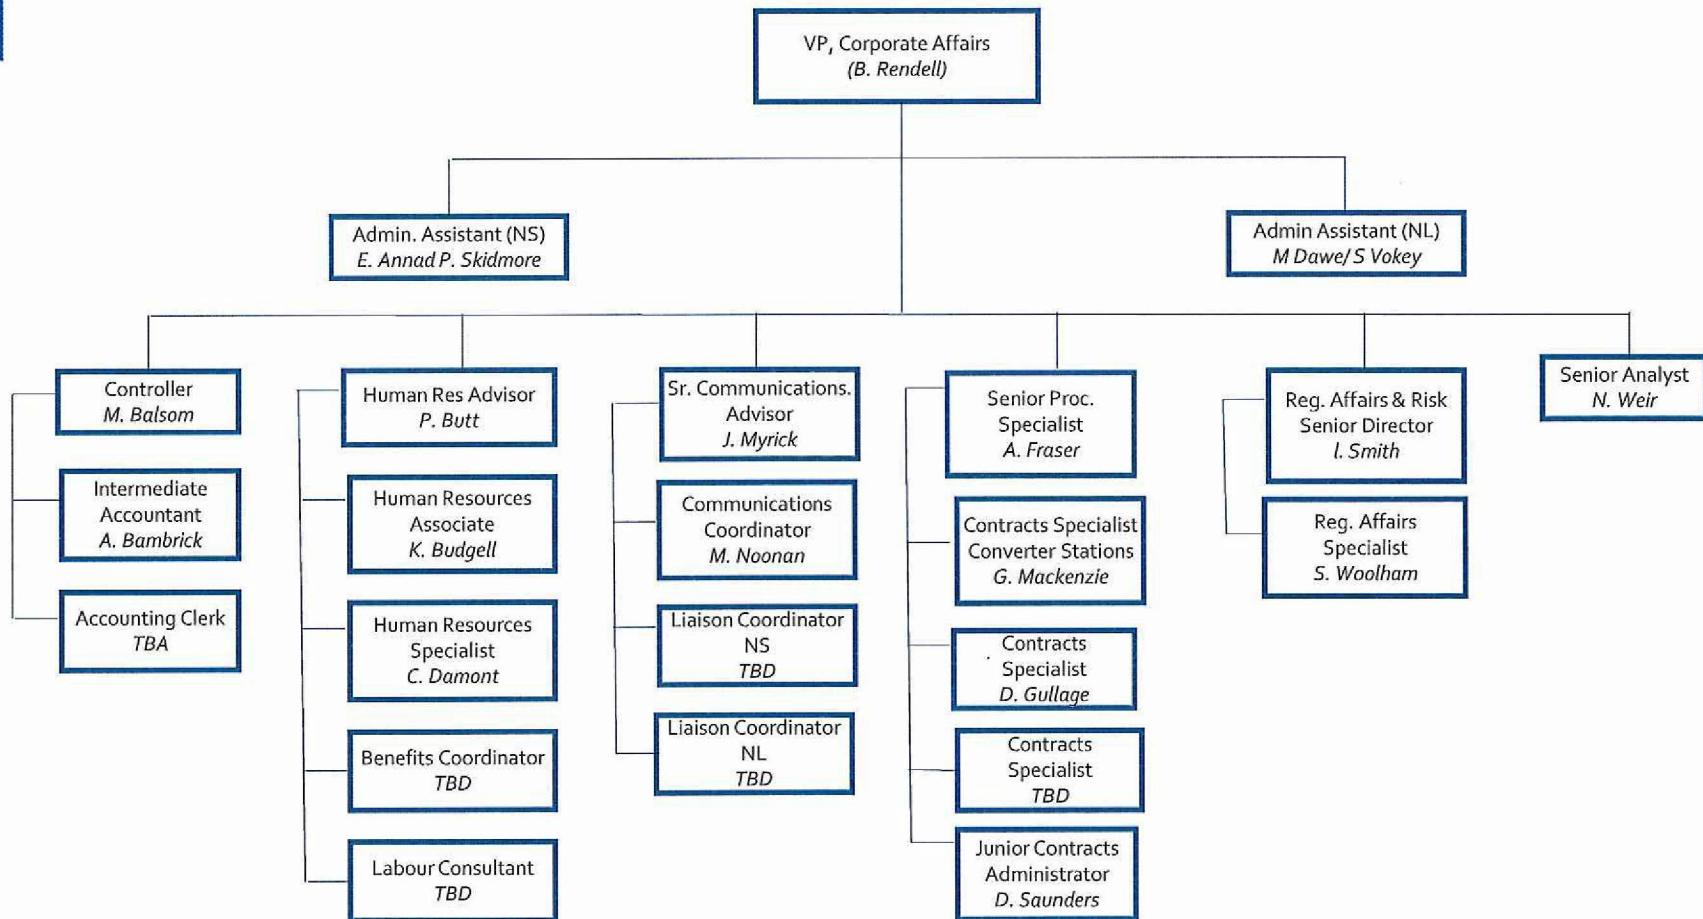 VP, Corporate Affairs
(B. Rendell)
Admin. Assistant (NS)
E. Annad P. Skidmore
Admin Assistant (NL)
M Dawe/ S Vokey
Controller
M. Balsom
Intermediate
Accountant
A. Bambrick
Accounting Clerk
TBA
Human Res Advisor
P. Butt
Human Resources
Associate
K. Budgell
Human Resources
Specialist
C. Damont
Benefits Coordinator
TBD
Labour Consultant
TBD
Sr. Communications.
Advisor
J. Myrick
Communications
Coordinator
M. Noonan
Liaison Coordinator
NS
TBD
Liaison Coordinator
NL
TBD
Senior Proc.
Specialist
A. Fraser
Contracts Specialist
Converter Stations
G. Mackenzie
Contracts
Specialist
D. Gullage
Contracts
Specialist
TBD
Junior Contracts
Administrator
D. Saunders
Reg. Affairs & Risk
Senior Director
I. Smith
Reg. Affairs
Specialist
S. Woolham
Senior Analyst
N. Weir